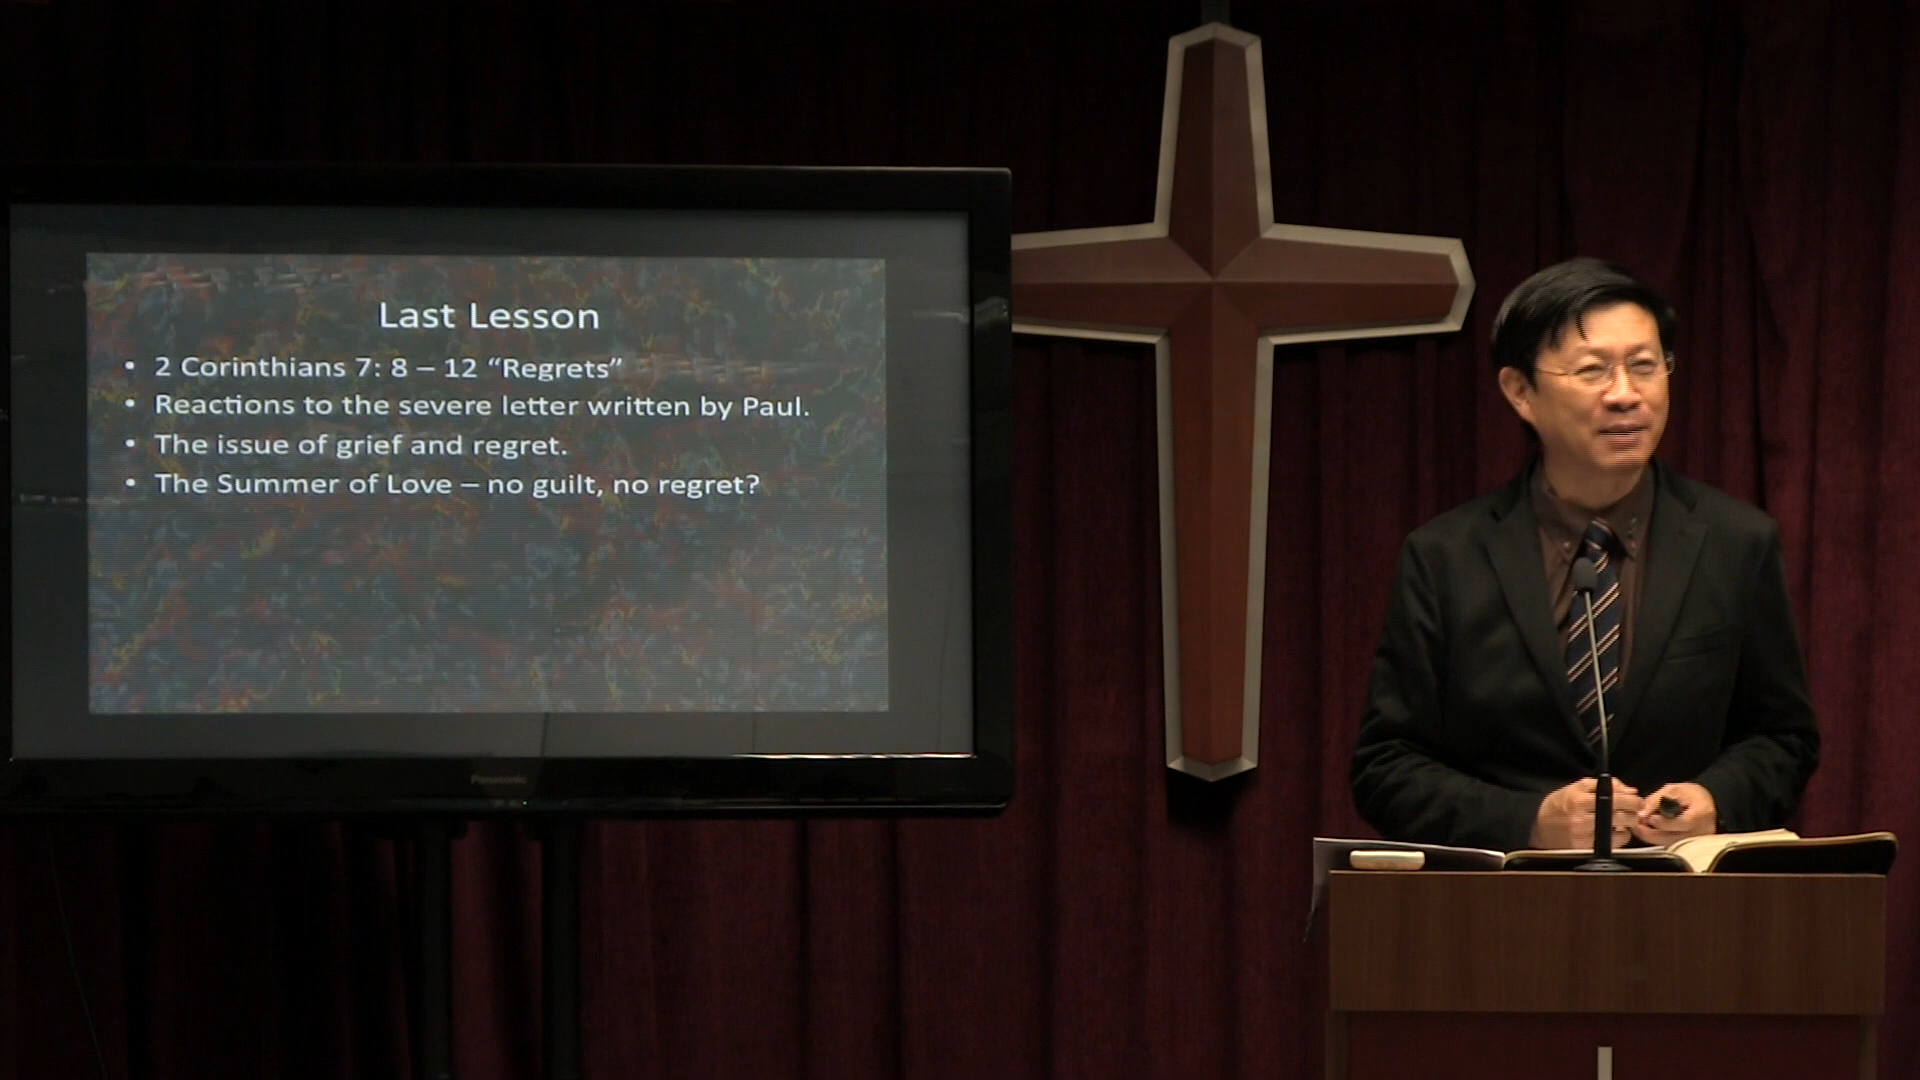 Last Lesson
• 2 Corinthians 7: 8 – 12 “Regrets”
• Reactions to the severe letter written by Paul.
• The issue of grief and regret.
• The Summer of Love – no guilt, no regret?
Panasonic